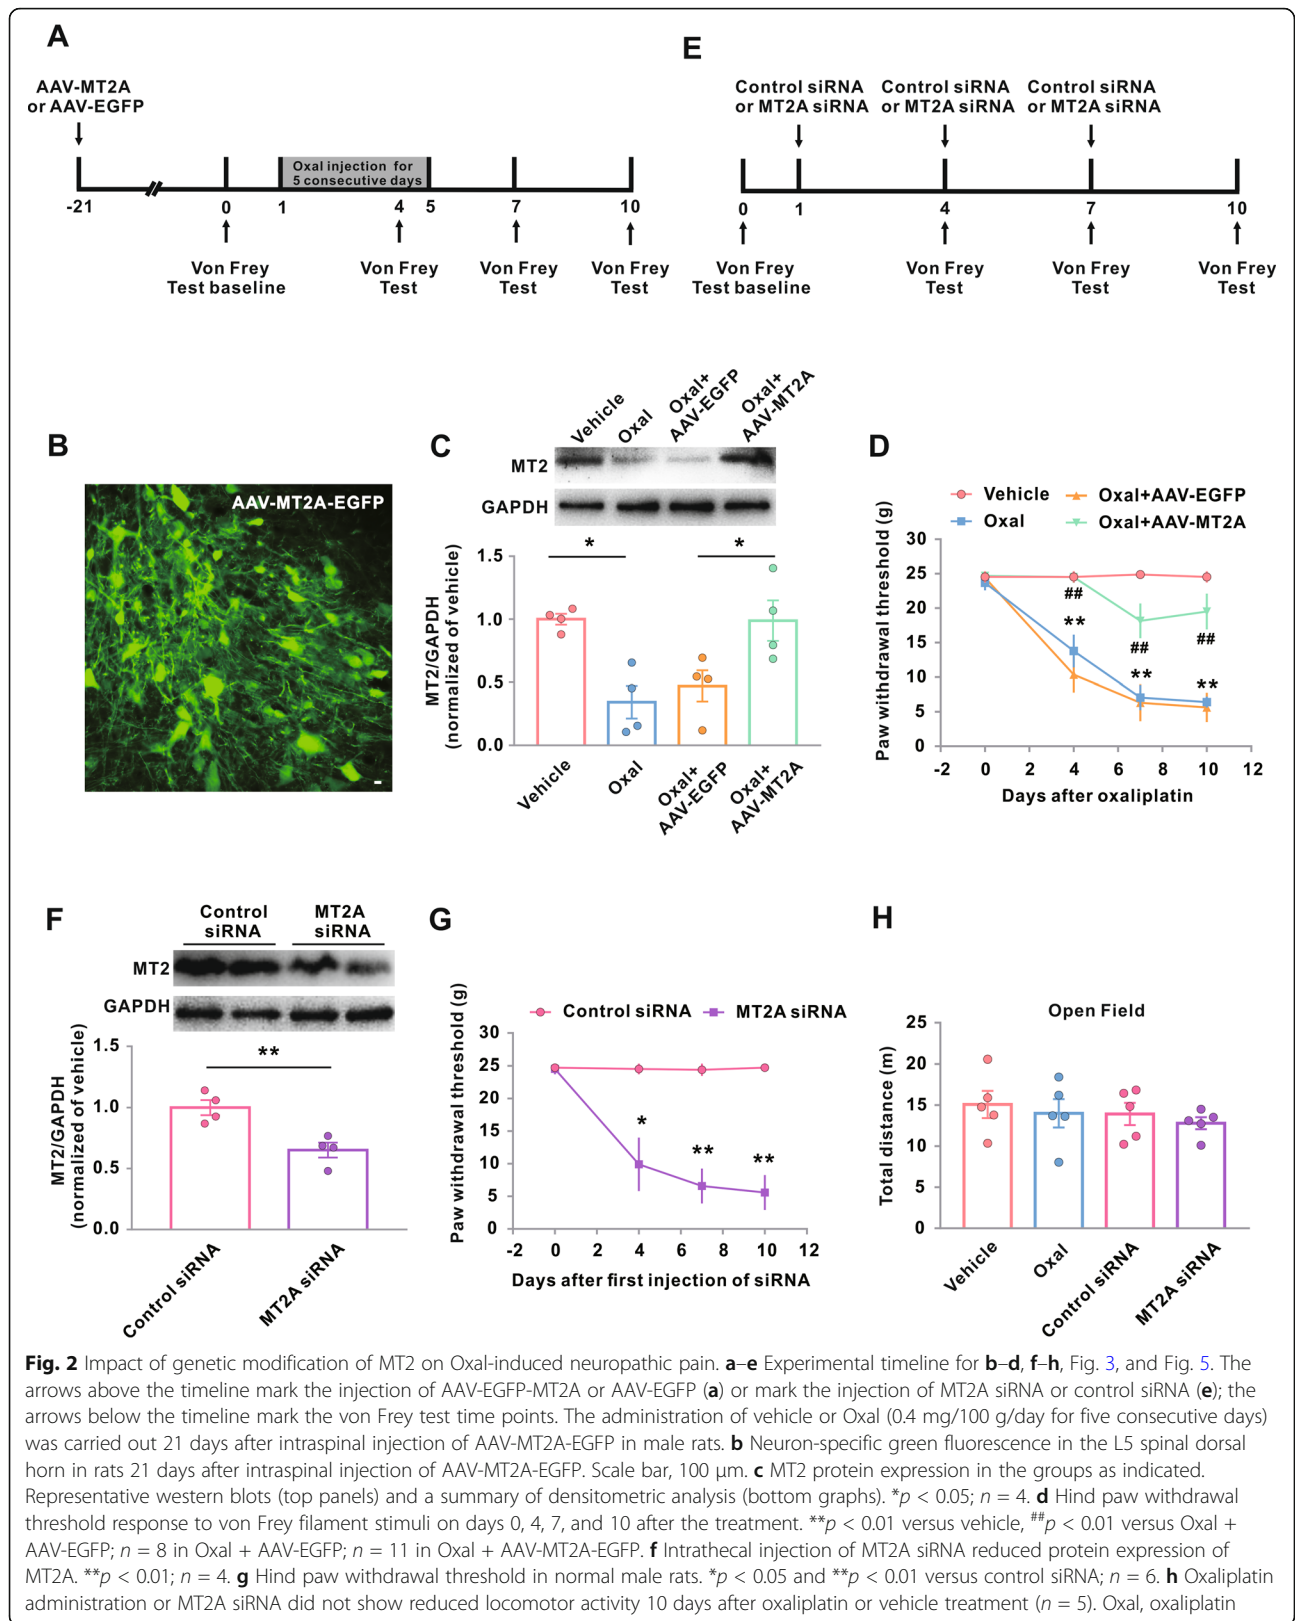 A
AAV-MT2A
or AAV-EGFP
Oxal injection for
5 consecutive days
-21 0 1 4 5 7 10
Von Frey Von Frey Von Frey Von Frey
Test baseline Test Test Test
E
Control siRNA Control siRNA Control siRNA
or MT2A siRNA or MT2A siRNA or MT2A siRNA
0 1 4 7 10
Von Frey Von Frey Von Frey Von Frey
Test baseline Test Test Test
B
AAV-MT2A-EGFP
C
Vehicle
Oxal
Oxal+
AAV-EGFP
Oxal+
AAV-MT2A
MT2
GAPDH
MT2/GAPDH
(normalized of vehicle)
1.5
1.0
0.5
0.0
* *
Vehicle
Oxal
Oxal+
AAV-EGFP
Oxal+
AAV-MT2A
D
Vehicle Oxal+AAV-EGFP
Oxal Oxal+AAV-MT2A
Paw withdrawal threshold (g)
30
25
20
15
10
5
0
##
**
##
**
##
**
-2 0 2 4 6 8 10 12
Days after oxaliplatin
F
Control MT2A
siRNA siRNA
MT2
GAPDH
MT2/GAPDH
(normalized of vehicle)
1.5
1.0
0.5
0.0
**
Control siRNA
MT2A siRNA
G
Control siRNA MT2A siRNA
Paw withdrawal threshold (g)
30
25
20
15
10
5
0
*
**
**
-2 0 2 4 6 8 10 12
Days after first injection of siRNA
H
Open Field
Total distance (m)
25
20
15
10
5
0
Vehicle
Oxal
Control siRNA
MT2A siRNA
Fig. 2 Impact of genetic modification of MT2 on Oxal-induced neuropathic pain. a–e Experimental timeline for b–d, f–h, Fig. 3, and Fig. 5. The
arrows above the timeline mark the injection of AAV-EGFP-MT2A or AAV-EGFP (a) or mark the injection of MT2A siRNA or control siRNA (e); the
arrows below the timeline mark the von Frey test time points. The administration of vehicle or Oxal (0.4 mg/100 g/day for five consecutive days)
was carried out 21 days after intraspinal injection of AAV-MT2A-EGFP in male rats. b Neuron-specific green fluorescence in the L5 spinal dorsal
horn in rats 21 days after intraspinal injection of AAV-MT2A-EGFP. Scale bar, 100 μm. c MT2 protein expression in the groups as indicated.
Representative western blots (top panels) and a summary of densitometric analysis (bottom graphs). *p < 0.05; n = 4. d Hind paw withdrawal
threshold response to von Frey filament stimuli on days 0, 4, 7, and 10 after the treatment. **p < 0.01 versus vehicle, ##p < 0.01 versus Oxal +
AAV-EGFP; n = 8 in Oxal + AAV-EGFP; n = 11 in Oxal + AAV-MT2A-EGFP. f Intrathecal injection of MT2A siRNA reduced protein expression of
MT2A. **p < 0.01; n = 4. g Hind paw withdrawal threshold in normal male rats. *p < 0.05 and **p < 0.01 versus control siRNA; n = 6. h Oxaliplatin
administration or MT2A siRNA did not show reduced locomotor activity 10 days after oxaliplatin or vehicle treatment (n = 5). Oxal, oxaliplatin